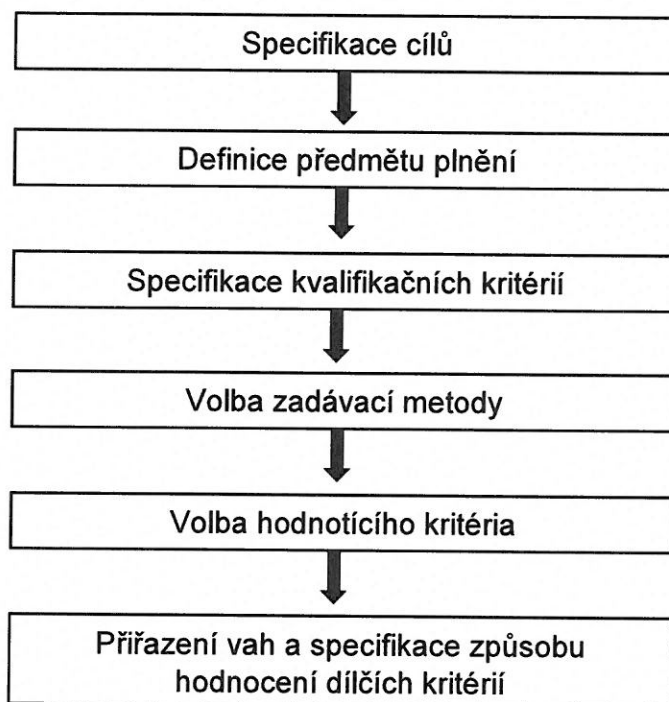 Specifikace cílů
Definice předmětu plnění
Specifikace kvalifikačních kritérií
Volba zadávací metody
Volba hodnotícího kritéria
Přiřazení vah a specifikace způsobu
hodnocení dílčích kritérií